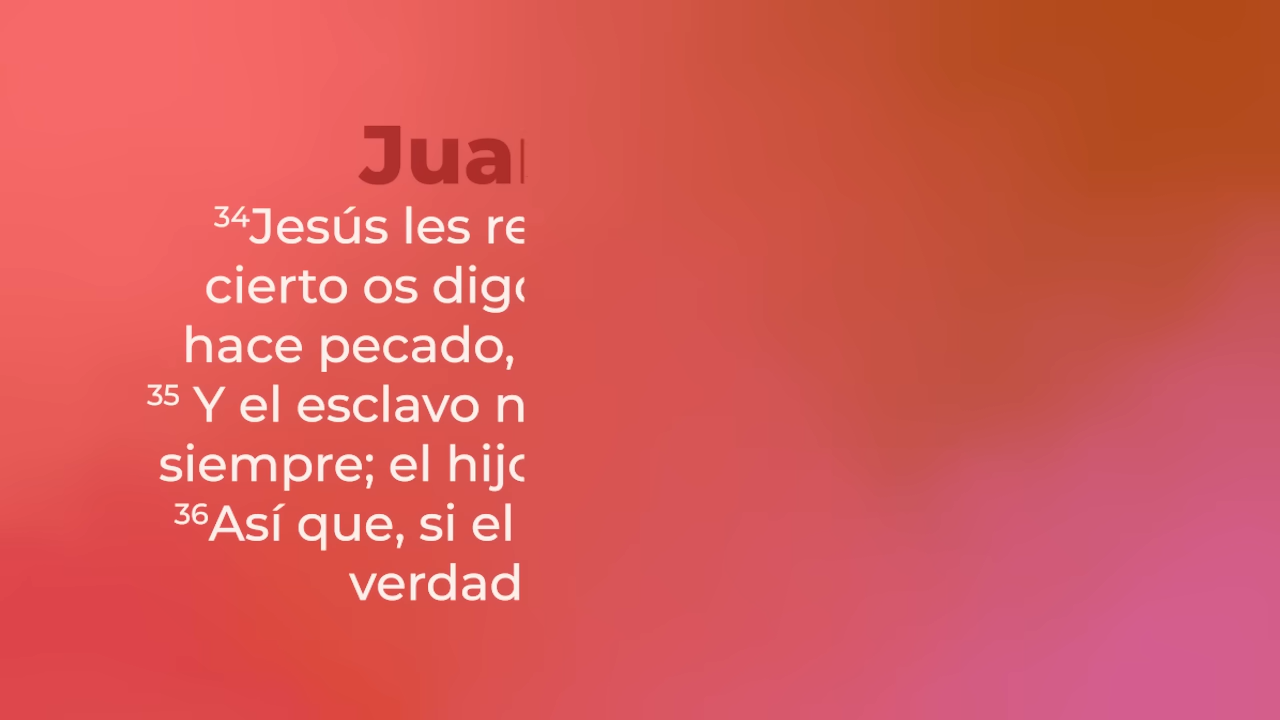 Jua
³⁴Jesús les re
cierto os dig
hace pecado,
³⁵ Y el esclavo n
siempre; el hij
³⁶Así que, si el
verdad